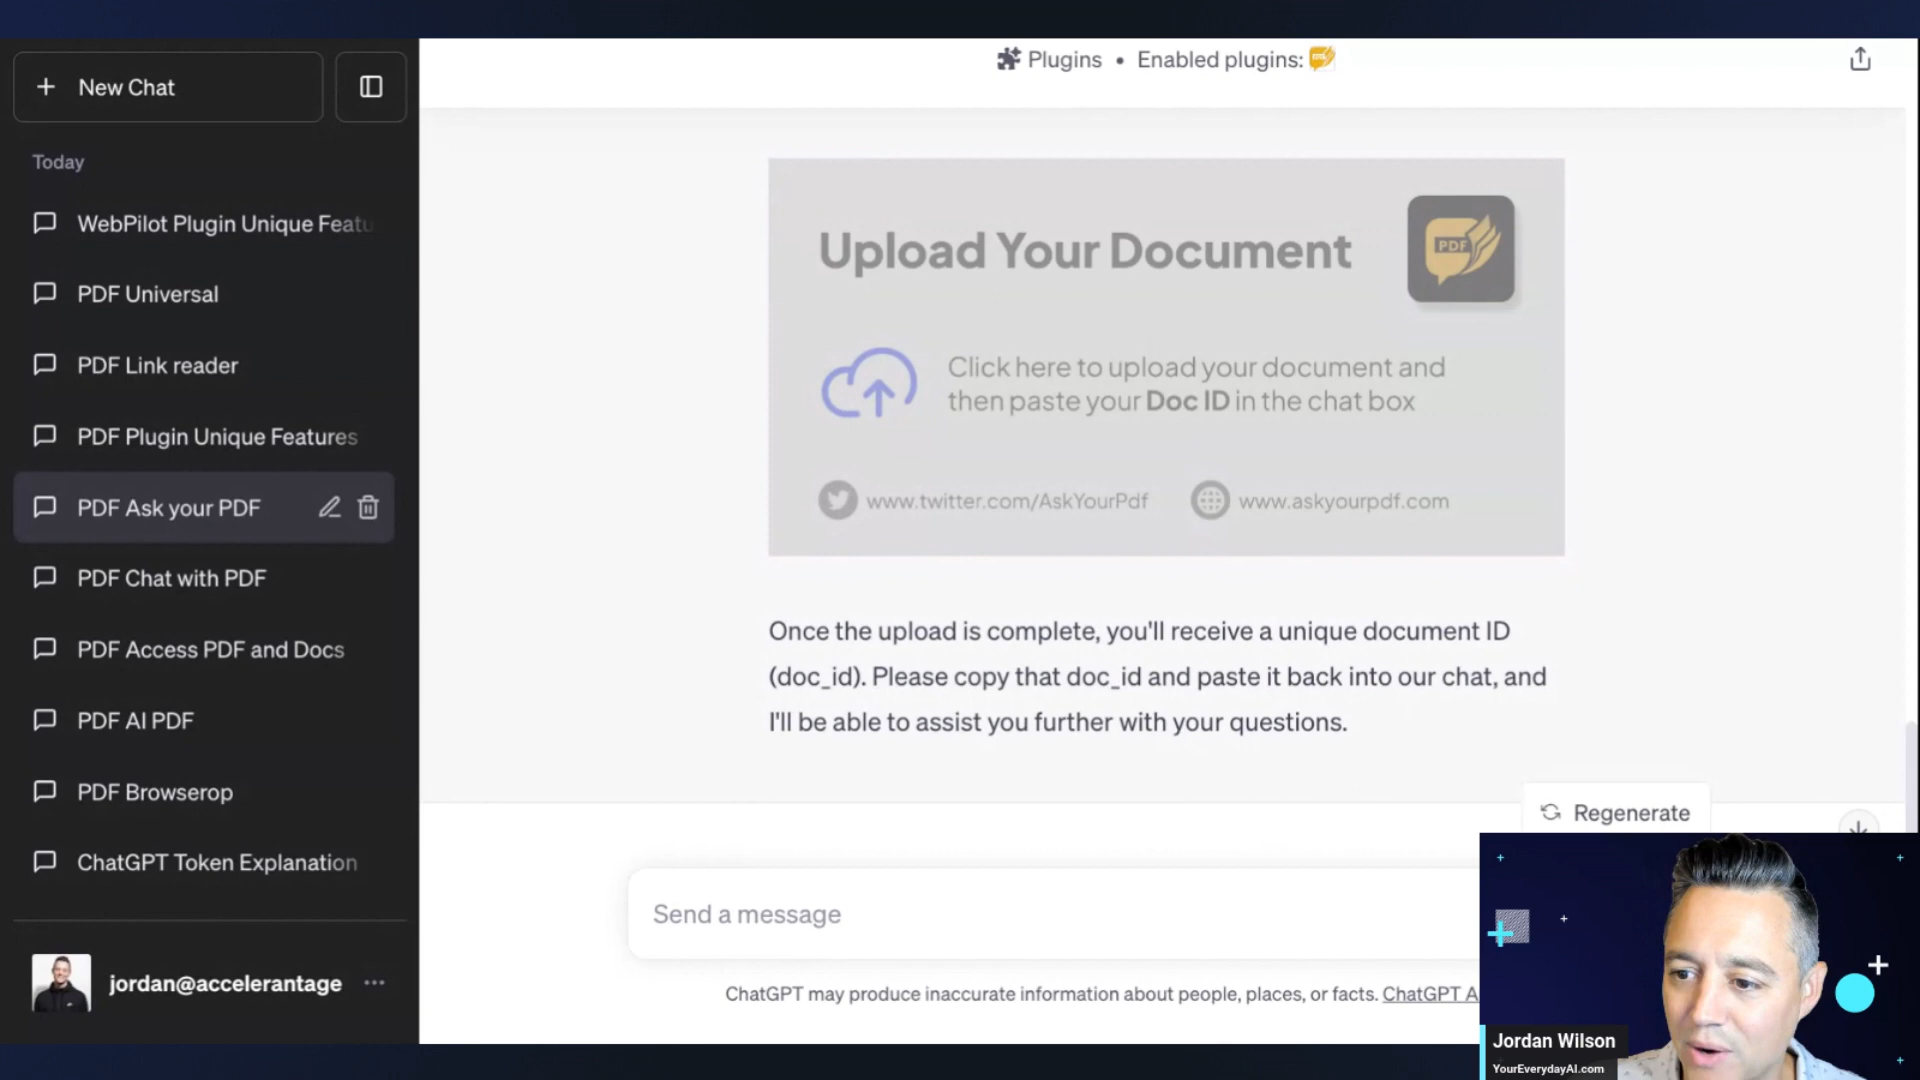 New Chat
Today
WebPilot Plugin Unique Featu
PDF Universal
PDF Link reader
PDF Plugin Unique Features
PDF Ask your PDF
PDF Chat with PDF
PDF Access PDF and Docs
PDF AI PDF
PDF Browserop
ChatGPT Token Explanation
jordan@accelerantage
Plugins • Enabled plugins:
Upload Your Document
PDF
Click here to upload your document and
then paste your Doc ID in the chat box
www.twitter.com/AskYourPdf
www.askyourpdf.com
Once the upload is complete, you'll receive a unique document ID
(doc_id). Please copy that doc_id and paste it back into our chat, and
I'll be able to assist you further with your questions.
Regenerate
Send a message
ChatGPT may produce inaccurate information about people, places, or facts. ChatGPT A
Jordan Wilson
YourEverydayAI.com